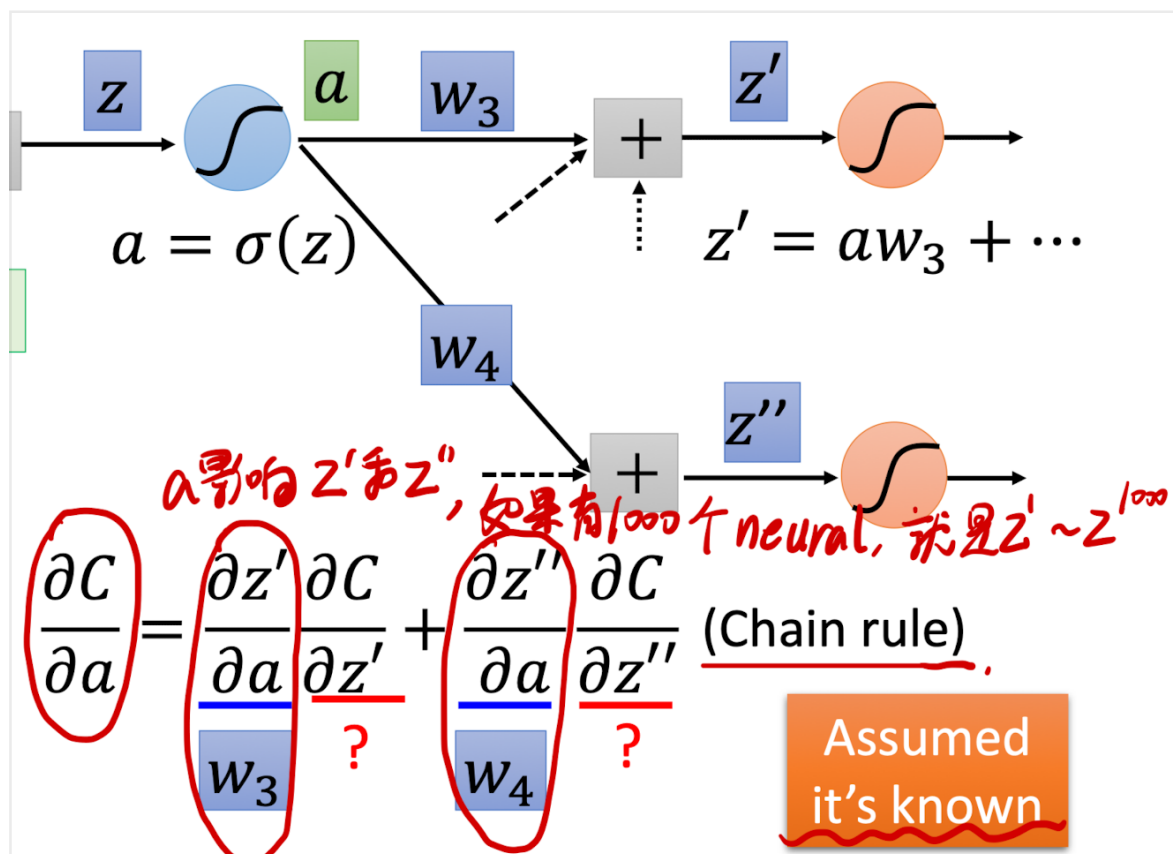 z a w₃ z′
+
a = σ(z) z′ = aw₃ + ⋯
w₄
z′′
+
a影响 z′和z′′, 如果有1000个neural, 就是z′~z¹⁰⁰⁰
∂C/∂a = ∂z′/∂a ∂C/∂z′ + ∂z′′/∂a ∂C/∂z′′ (Chain rule)
w₃ ? w₄ ?
Assumed
it's known